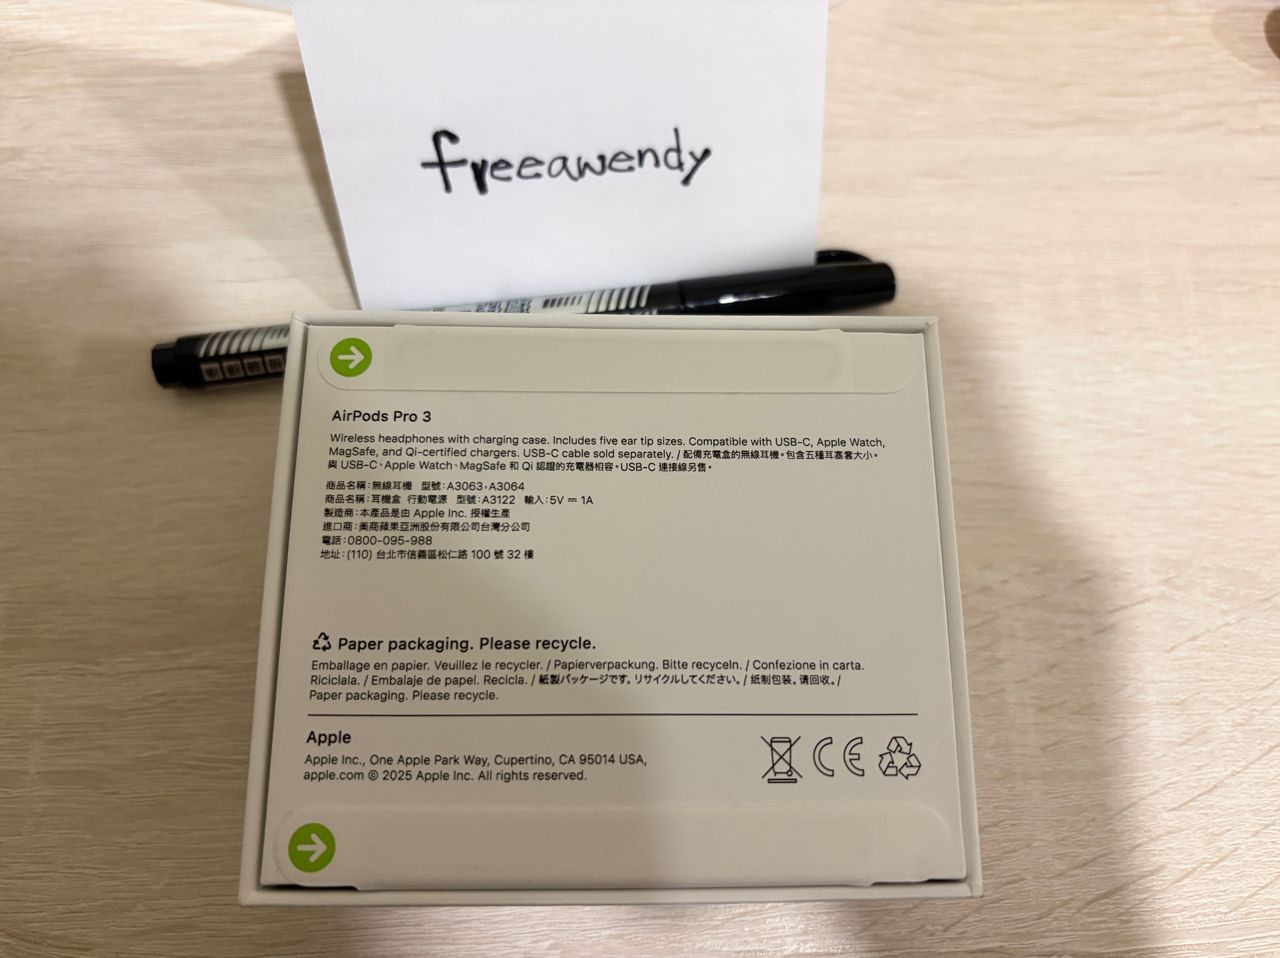 freeawendy
AirPods Pro 3
Wireless headphones with charging case. Includes five ear tip sizes. Compatible with USB-C, Apple Watch,
MagSafe, and Qi-certified chargers. USB-C cable sold separately. / 配備充電盒的無線耳機。包含五種耳塞套大小。
與 USB-C、Apple Watch、MagSafe 和 Qi 認證的充電器相容。USB-C 連接線另售。
商品名稱：無線耳機 型號：A3063，A3064
商品名稱：耳機盒 行動電源 型號：A3122 輸入：5V ⎓ 1A
製造商：本產品是由 Apple Inc. 授權生產
進口商：美商蘋果亞洲股份有限公司台灣分公司
電話：0800-095-988
地址：(110) 台北市信義區松仁路 100 號 32 樓
Paper packaging. Please recycle.
Emballage en papier. Veuillez le recycler. / Papierverpackung. Bitte recyceln. / Confezione in carta.
Riciclala. / Embalaje de papel. Recicla. / 紙製パッケージです。リサイクルしてください。/ 纸制包装。请回收。/
Paper packaging. Please recycle.
Apple
Apple Inc., One Apple Park Way, Cupertino, CA 95014 USA,
apple.com © 2025 Apple Inc. All rights reserved.
CE